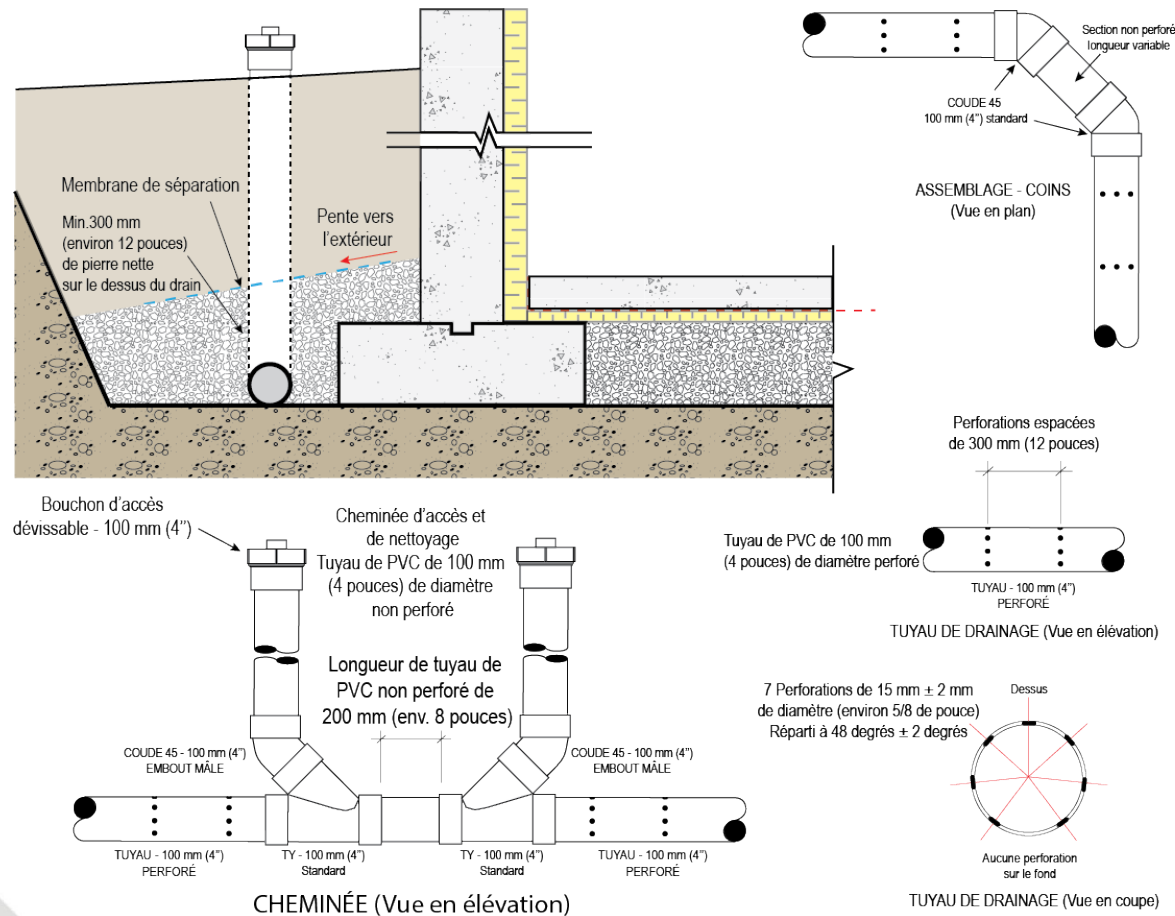 Membrane de séparation
Min.300 mm
(environ 12 pouces)
de pierre nette
sur le dessus du drain
Pente vers
l'extérieur
Section non perforé
longueur variable
COUDE 45
100 mm (4") standard
ASSEMBLAGE - COINS
(Vue en plan)
Perforations espacées
de 300 mm (12 pouces)
Tuyau de PVC de 100 mm
(4 pouces) de diamètre perforé
TUYAU - 100 mm (4")
PERFORÉ
TUYAU DE DRAINAGE (Vue en élévation)
Bouchon d'accès
dévissable - 100 mm (4")
Cheminée d'accès et
de nettoyage
Tuyau de PVC de 100 mm
(4 pouces) de diamètre
non perforé
Longueur de tuyau de
PVC non perforé de
200 mm (env. 8 pouces)
COUDE 45 - 100 mm (4")
EMBOUT MÂLE
COUDE 45 - 100 mm (4")
EMBOUT MÂLE
TUYAU - 100 mm (4")
PERFORÉ
TY - 100 mm (4")
Standard
TY - 100 mm (4")
Standard
TUYAU - 100 mm (4")
PERFORÉ
CHEMINÉE (Vue en élévation)
7 Perforations de 15 mm ± 2 mm
de diamètre (environ 5/8 de pouce)
Réparti à 48 degrés ± 2 degrés
Dessus
Aucune perforation
sur le fond
TUYAU DE DRAINAGE (Vue en coupe)